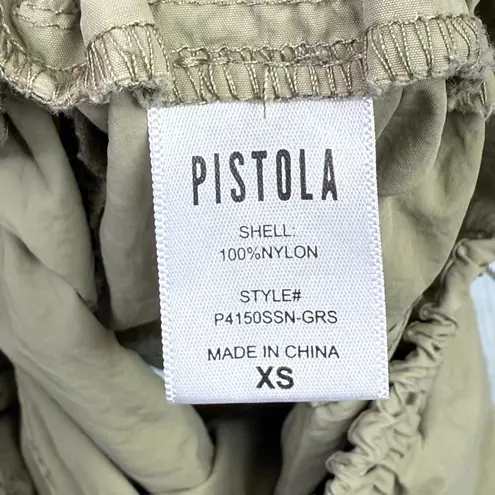 PISTOLA
SHELL:
100%NYLON
STYLE#
P4150SSN-GRS
MADE IN CHINA
XS